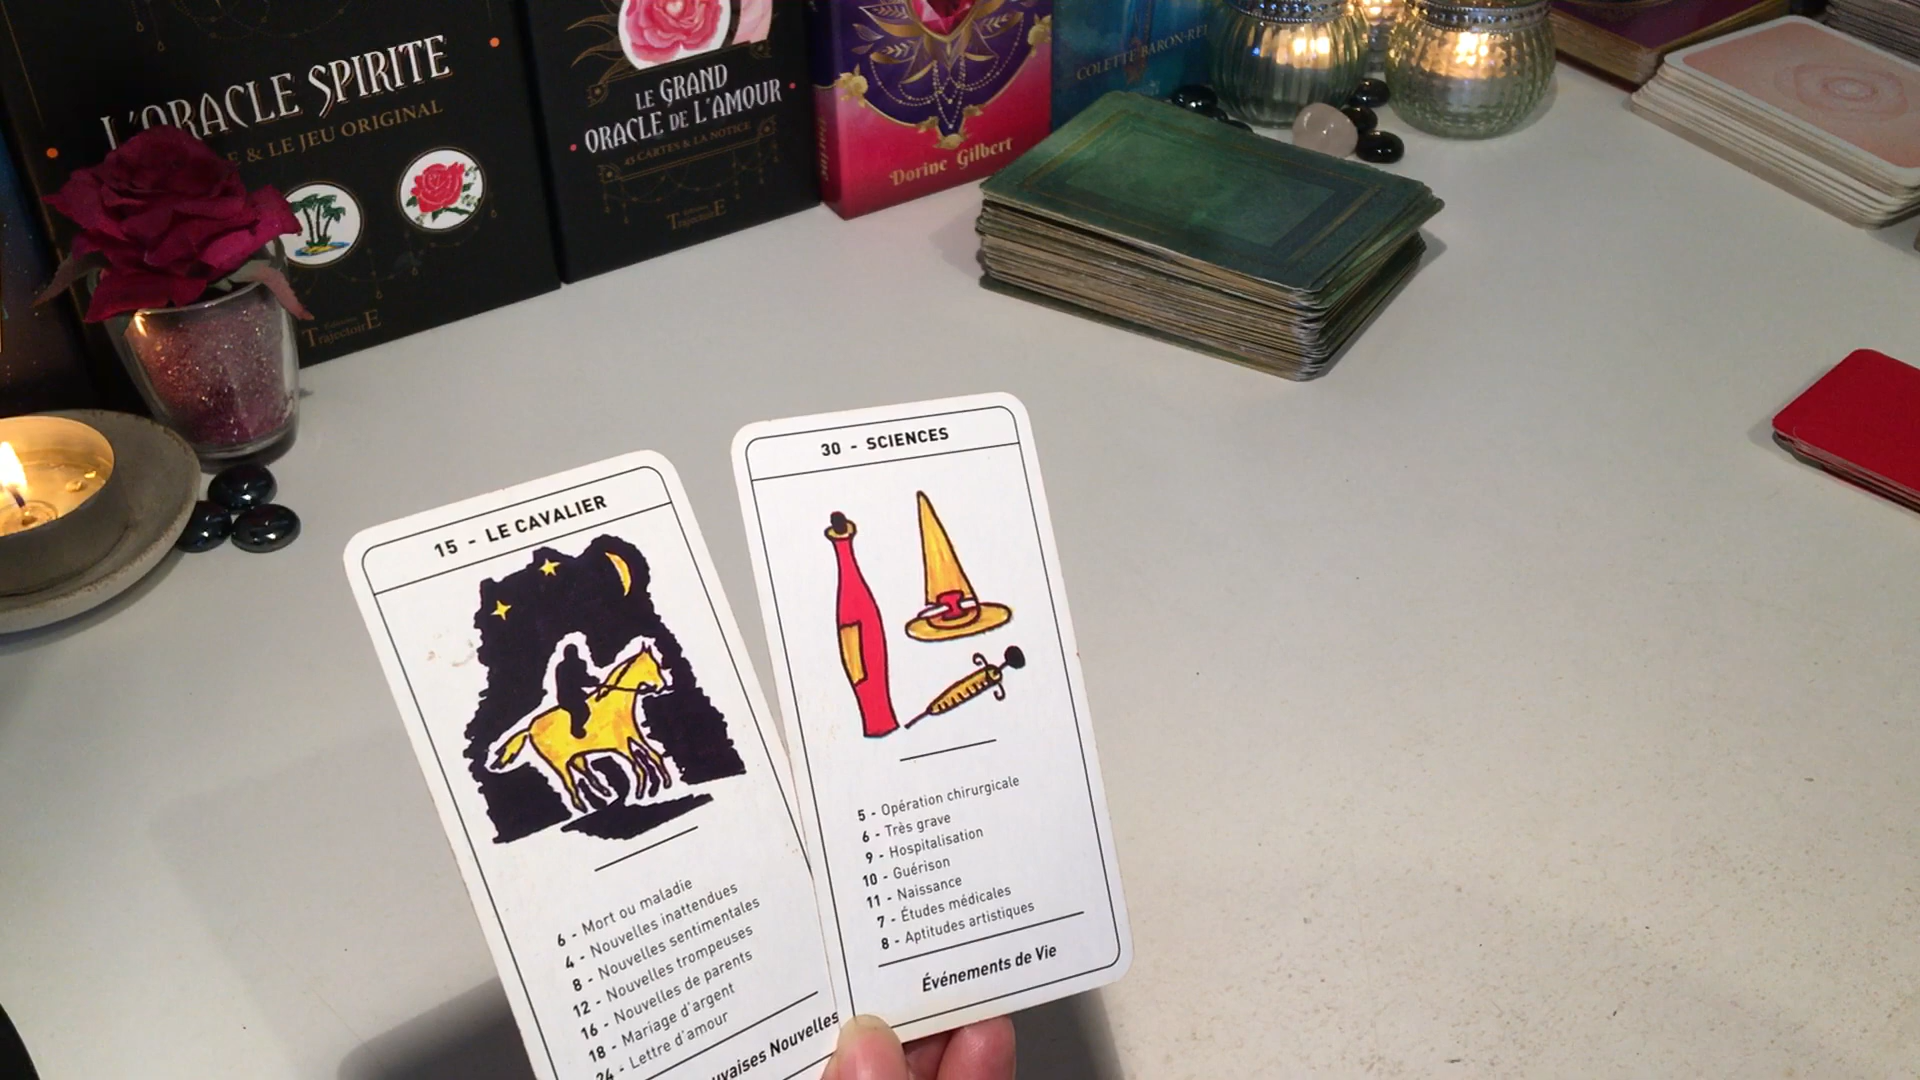 L'ORACLE SPIRITE
E & LE JEU ORIGINAL
Éditions
TrajectoirE
LE GRAND
ORACLE DE L'AMOUR
45 CARTES & LA NOTICE
Éditions
TrajectoirE
Dorine Gilbert
COLETTE BARON-REI
15 - LE CAVALIER
6 - Mort ou maladie
4 - Nouvelles inattendues
8 - Nouvelles sentimentales
12 - Nouvelles trompeuses
16 - Nouvelles de parents
18 - Mariage d'argent
24 - Lettre d'amour
uvaises Nouvelles
30 - SCIENCES
5 - Opération chirurgicale
6 - Très grave
9 - Hospitalisation
10 - Guérison
11 - Naissance
7 - Études médicales
8 - Aptitudes artistiques
Événements de Vie